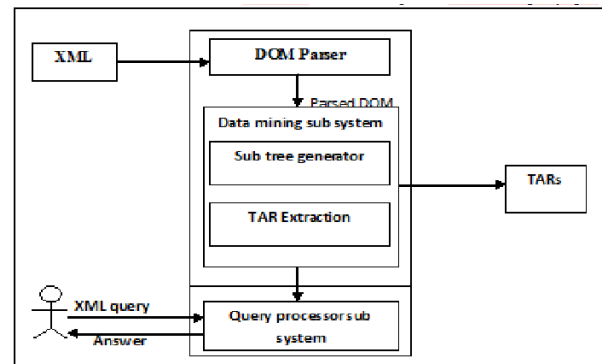 XML
DOM Parser
Parsed DOM
Data mining sub system
Sub tree generator
TARs
TAR Extraction
XML query
Query processor sub
system
Answer